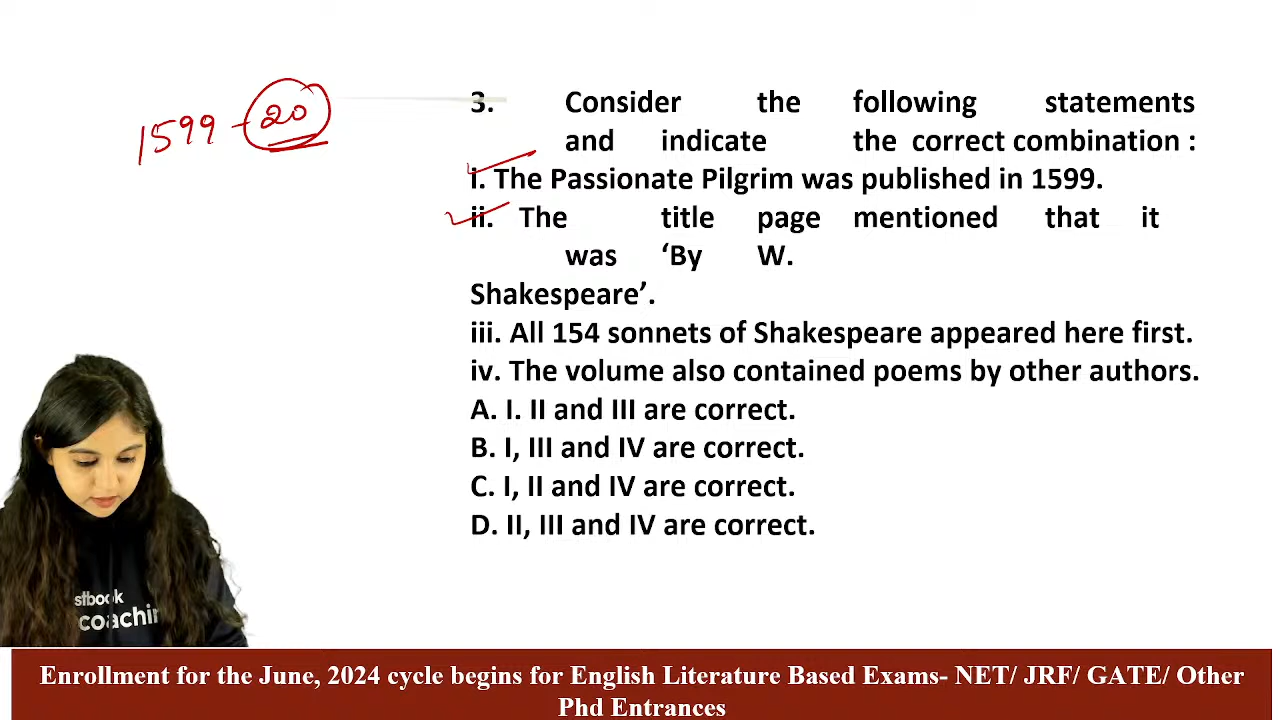 1599 - 20
3. Consider the following statements
and indicate the correct combination :
i. The Passionate Pilgrim was published in 1599.
ii. The title page mentioned that it
was ‘By W.
Shakespeare’.
iii. All 154 sonnets of Shakespeare appeared here first.
iv. The volume also contained poems by other authors.
A. I. II and III are correct.
B. I, III and IV are correct.
C. I, II and IV are correct.
D. II, III and IV are correct.
stbook
coachin
Enrollment for the June, 2024 cycle begins for English Literature Based Exams- NET/ JRF/ GATE/ Other
Phd Entrances